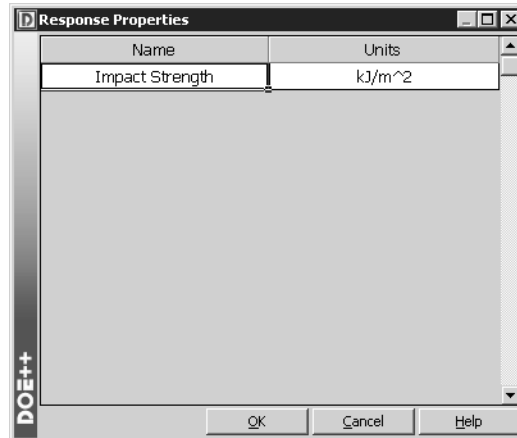 Response Properties
Name Units
Impact Strength kJ/m^2
DOE++
OK Cancel Help